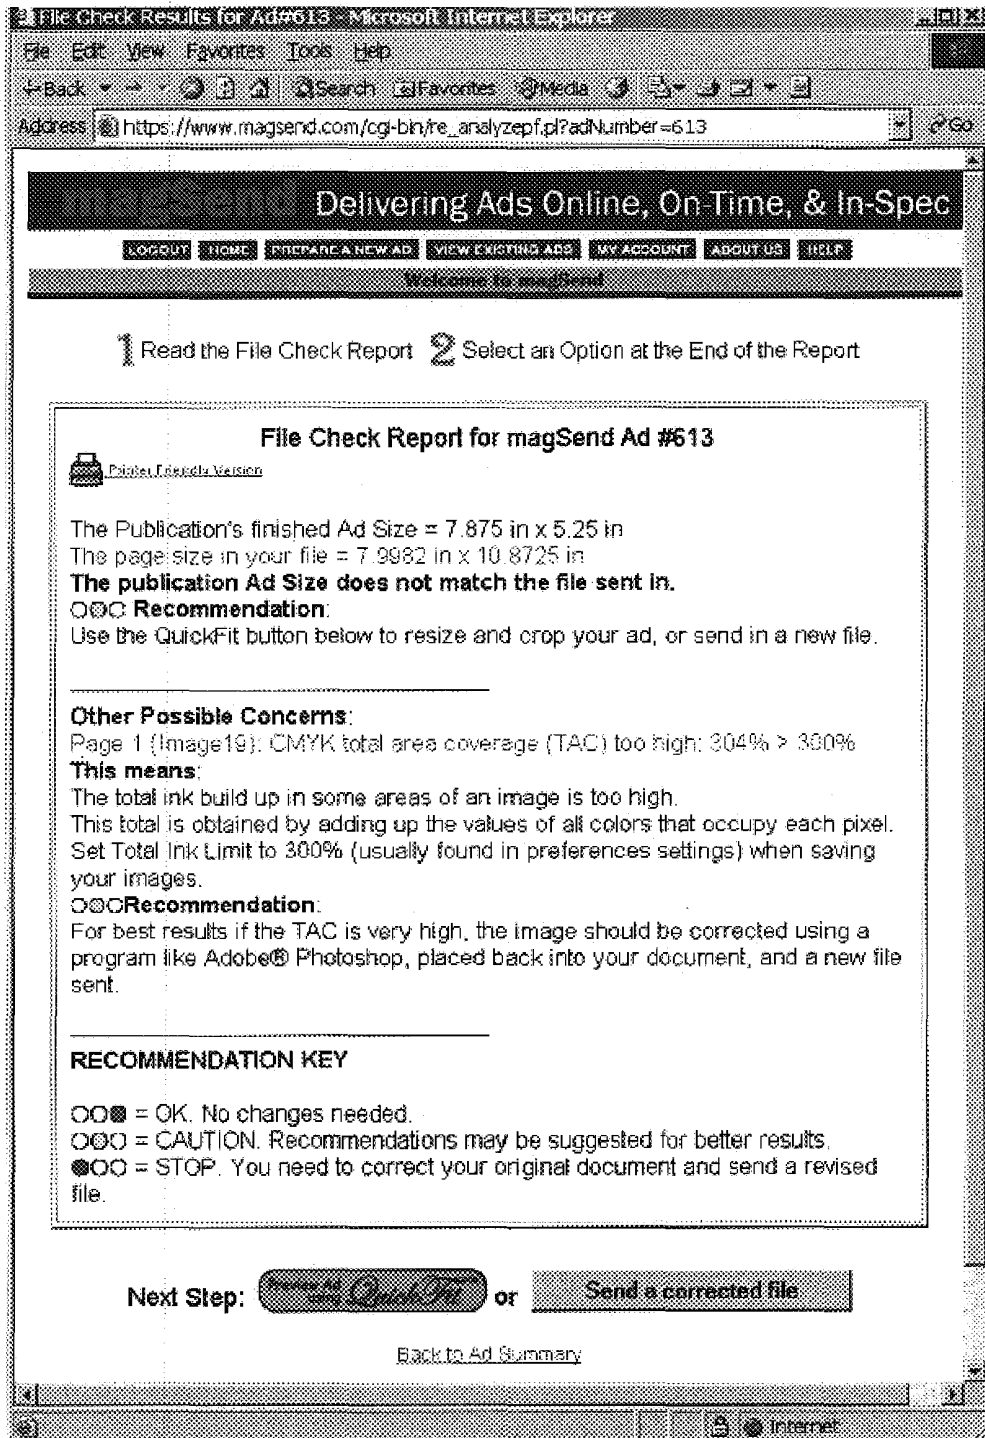 File Check Results for Ad#613 - Microsoft Internet Explorer
File Edit View Favorites Tools Help
Back Search Favorites Media
Address https://www.magsend.com/cgi-bin/re_analyzepf.pl?adNumber=613 Go
Delivering Ads Online, On-Time, & In-Spec
LOGOUT HOME PREPARE A NEW AD VIEW EXISTING ADS MY ACCOUNT ABOUT US HELP
Welcome to magSend
1 Read the File Check Report 2 Select an Option at the End of the Report
File Check Report for magSend Ad #613
Printer Friendly Version
The Publication's finished Ad Size = 7.875 in x 5.25 in
The page size in your file = 7.9982 in x 10.8725 in
The publication Ad Size does not match the file sent in.
Recommendation:
Use the QuickFit button below to resize and crop your ad, or send in a new file.
Other Possible Concerns:
Page 1 (Image19): CMYK total area coverage (TAC) too high: 304% > 300%
This means:
The total ink build up in some areas of an image is too high.
This total is obtained by adding up the values of all colors that occupy each pixel.
Set Total Ink Limit to 300% (usually found in preferences settings) when saving
your images.
Recommendation:
For best results if the TAC is very high, the image should be corrected using a
program like Adobe® Photoshop, placed back into your document, and a new file
sent.
RECOMMENDATION KEY
= OK. No changes needed.
= CAUTION. Recommendations may be suggested for better results.
= STOP. You need to correct your original document and send a revised
file.
Next Step: Preview Ad using QuickFit or Send a corrected file
Back to Ad Summary
Internet